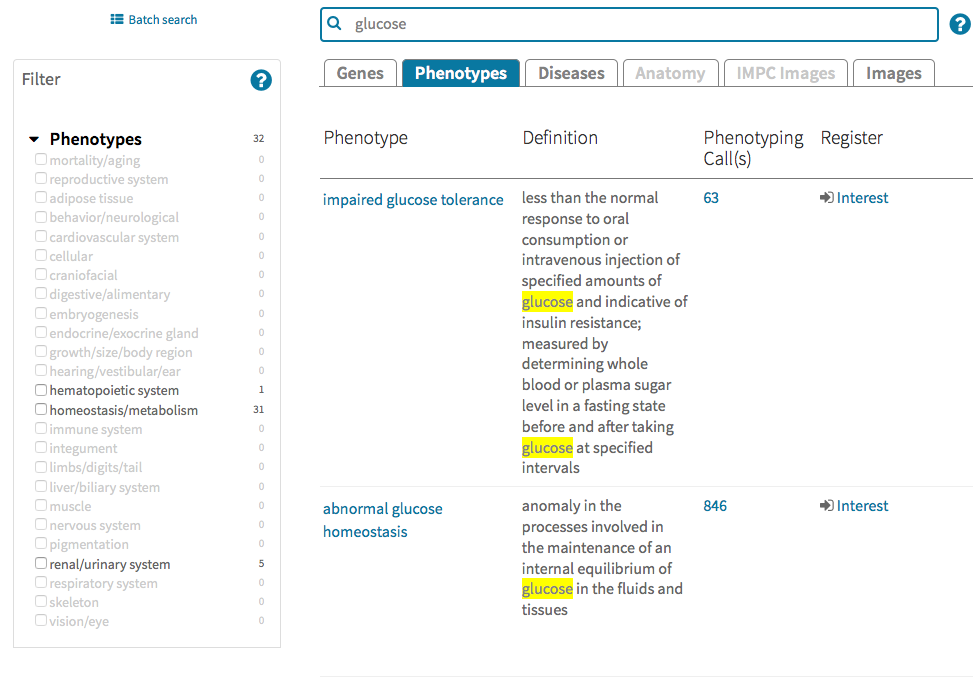 Batch search
glucose
?
Filter
?
Phenotypes 32
mortality/aging 0
reproductive system 0
adipose tissue 0
behavior/neurological 0
cardiovascular system 0
cellular 0
craniofacial 0
digestive/alimentary 0
embryogenesis 0
endocrine/exocrine gland 0
growth/size/body region 0
hearing/vestibular/ear 0
hematopoietic system 1
homeostasis/metabolism 31
immune system 0
integument 0
limbs/digits/tail 0
liver/biliary system 0
muscle 0
nervous system 0
pigmentation 0
renal/urinary system 5
respiratory system 0
skeleton 0
vision/eye 0
Genes Phenotypes Diseases Anatomy IMPC Images Images
Phenotype Definition Phenotyping Register
Call(s)
impaired glucose tolerance less than the normal 63 Interest
response to oral
consumption or
intravenous injection of
specified amounts of
glucose and indicative of
insulin resistance;
measured by
determining whole
blood or plasma sugar
level in a fasting state
before and after taking
glucose at specified
intervals
abnormal glucose anomaly in the 846 Interest
homeostasis processes involved in
the maintenance of an
internal equilibrium of
glucose in the fluids and
tissues